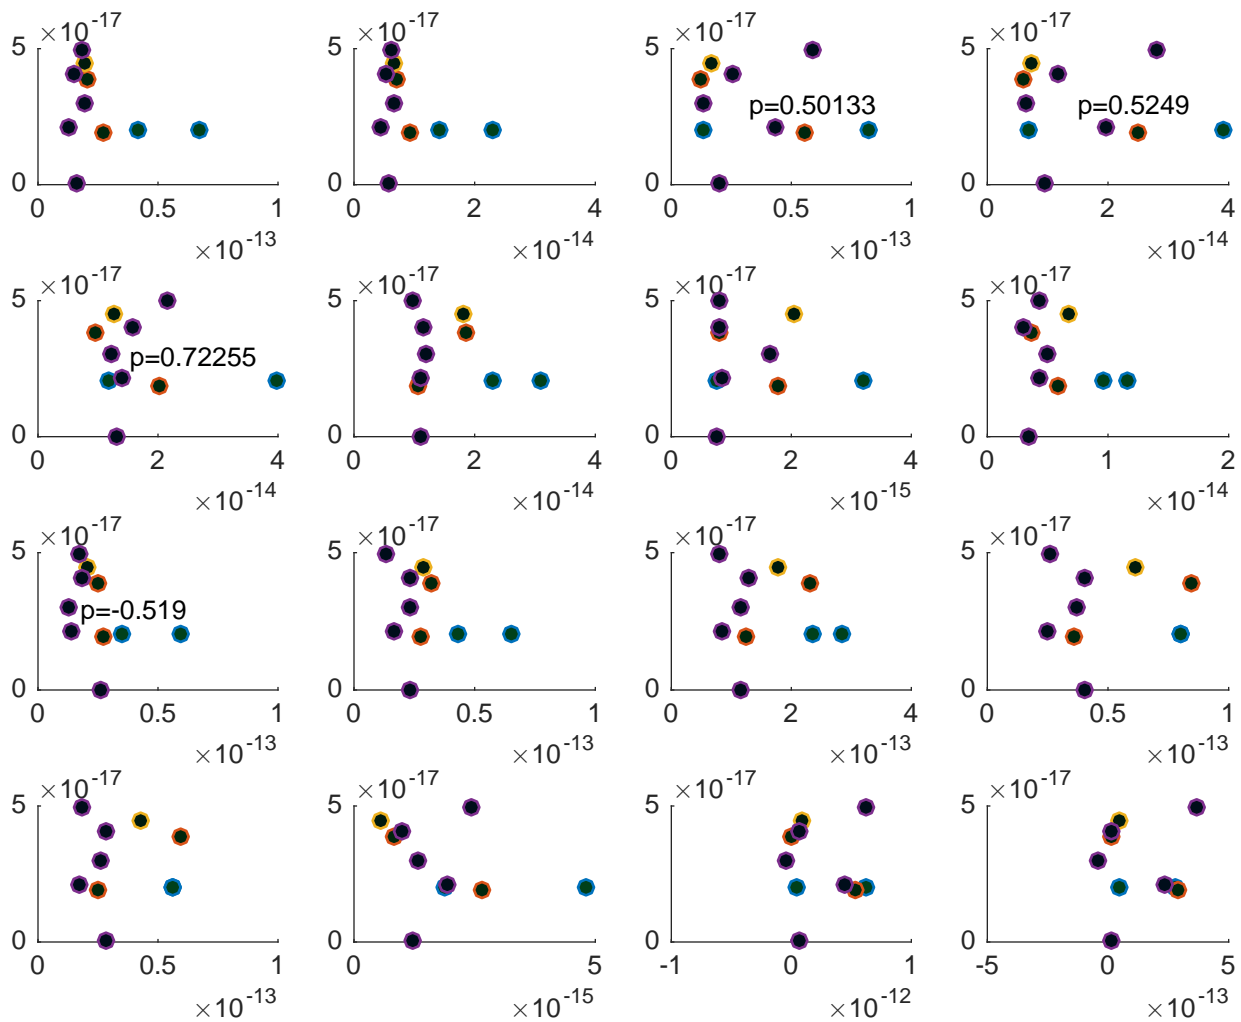 ×10-17 ×10-17 ×10-17 ×10-17
5 5 5 5
p=0.50133 p=0.5249
0 0 0 0
0 0.5 1 0 2 4 0 0.5 1 0 2 4
×10-13 ×10-14 ×10-13 ×10-14
×10-17 ×10-17 ×10-17 ×10-17
5 5 5 5
p=0.72255
0 0 0 0
0 2 4 0 2 4 0 2 4 0 1 2
×10-14 ×10-14 ×10-15 ×10-14
×10-17 ×10-17 ×10-17 ×10-17
5 5 5 5
p=-0.519
0 0 0 0
0 0.5 1 0 0.5 1 0 2 4 0 0.5 1
×10-13 ×10-13 ×10-13 ×10-13
×10-17 ×10-17 ×10-17 ×10-17
5 5 5 5
0 0 0 0
0 0.5 1 0 5 -1 0 1 -5 0 5
×10-13 ×10-15 ×10-12 ×10-13